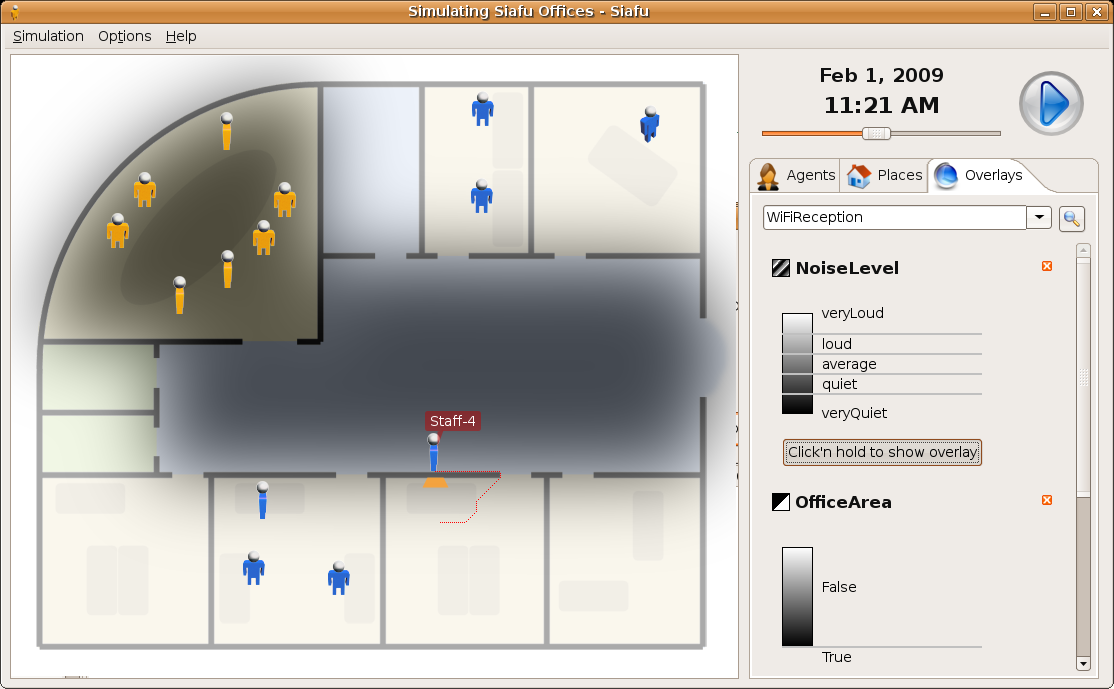 Simulating Siafu Offices - Siafu
Simulation Options Help
Feb 1, 2009
11:21 AM
Agents Places Overlays
WiFiReception
NoiseLevel
veryLoud
loud
average
quiet
veryQuiet
Click'n hold to show overlay
OfficeArea
False
True
Staff-4